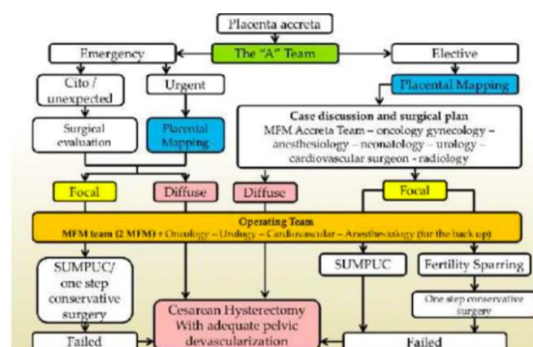 Placenta accreta
Emergency
The "A" Team
Elective
Cito /
unexpected
Urgent
Placental Mapping
Surgical
evaluation
Placental
Mapping
Case discussion and surgical plan
MFM Accreta Team – oncology gynecology –
anesthesiology – neonatology – urology –
cardiovascular surgeon - radiology
Focal
Diffuse
Diffuse
Focal
Operating Team
MFM team (2 MFM) + Oncology – Urology – Cardiovascular – Anesthesiology (for the back up)
SUMPUC/
one step
conservative
surgery
SUMPUC
Fertility Sparring
One step conservative
surgery
Cesarean Hysterectomy
With adequate pelvic
devascularization
Failed
Failed